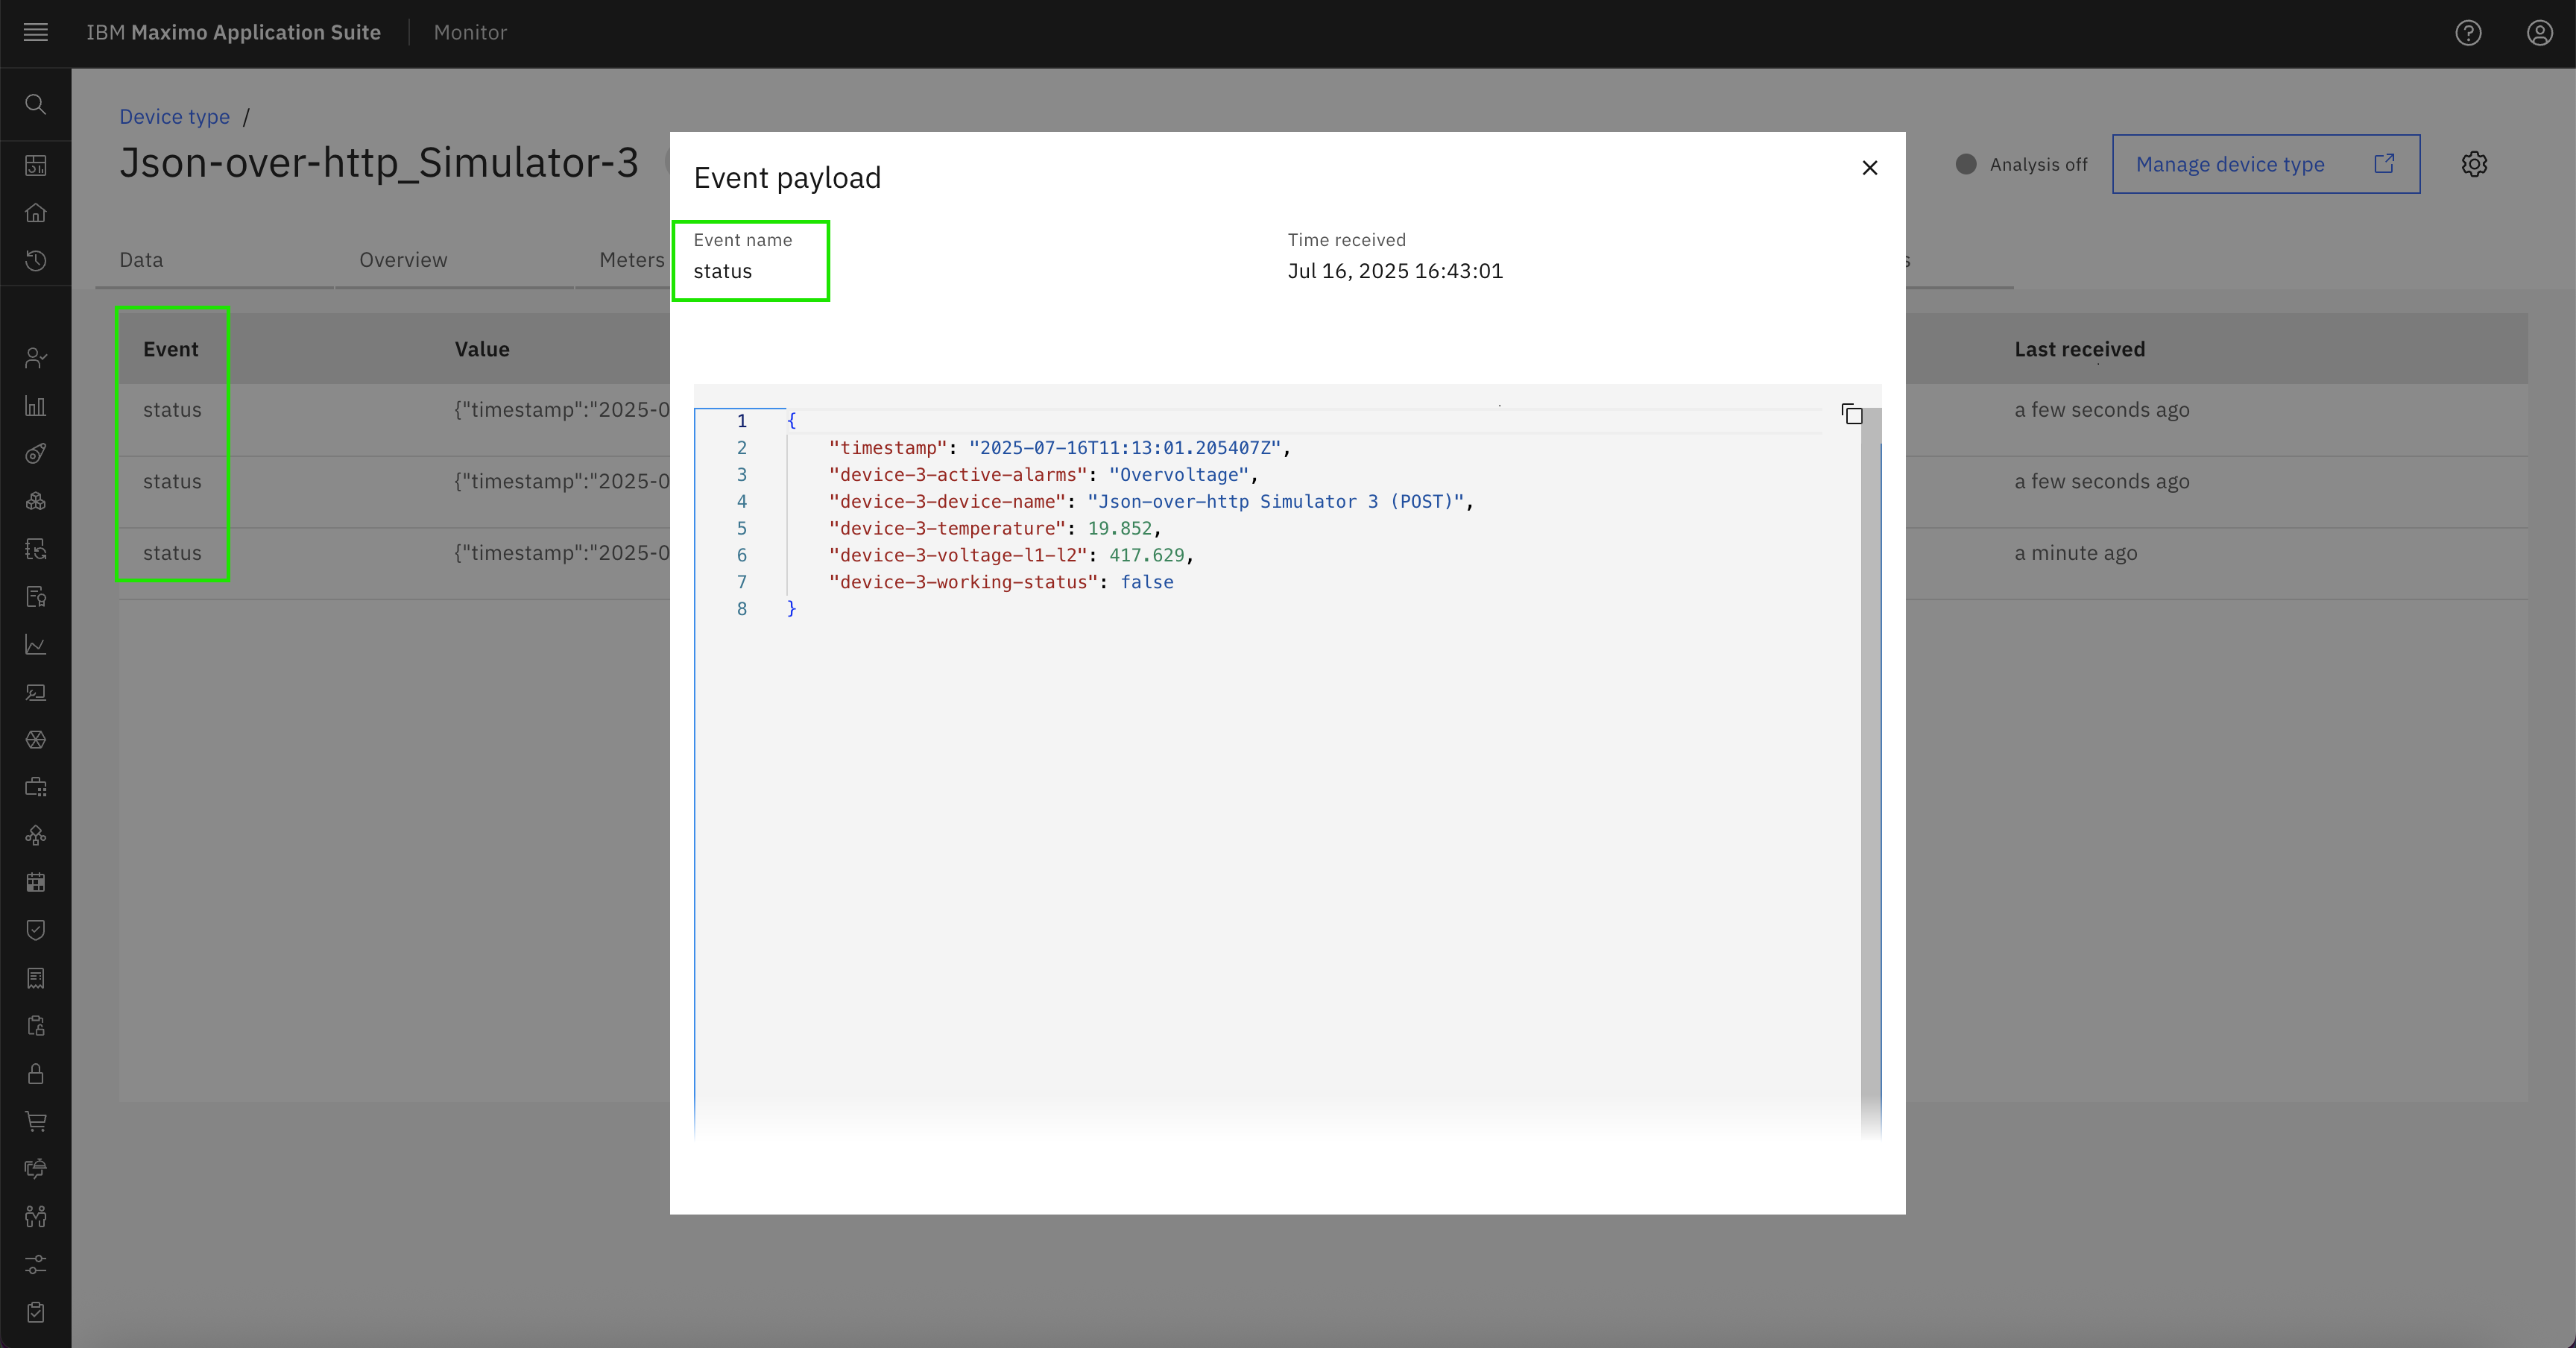 IBM Maximo Application Suite | Monitor
Device type /
Json-over-http_Simulator-3
Analysis off
Manage device type
Data
Overview
Meters
Event
Value
Last received
status
{"timestamp":"2025-0
a few seconds ago
status
{"timestamp":"2025-0
a few seconds ago
status
{"timestamp":"2025-0
a minute ago
Event payload
Event name
status
Time received
Jul 16, 2025 16:43:01
1 {
2 "timestamp": "2025-07-16T11:13:01.205407Z",
3 "device-3-active-alarms": "Overvoltage",
4 "device-3-device-name": "Json-over-http Simulator 3 (POST)",
5 "device-3-temperature": 19.852,
6 "device-3-voltage-l1-l2": 417.629,
7 "device-3-working-status": false
8 }